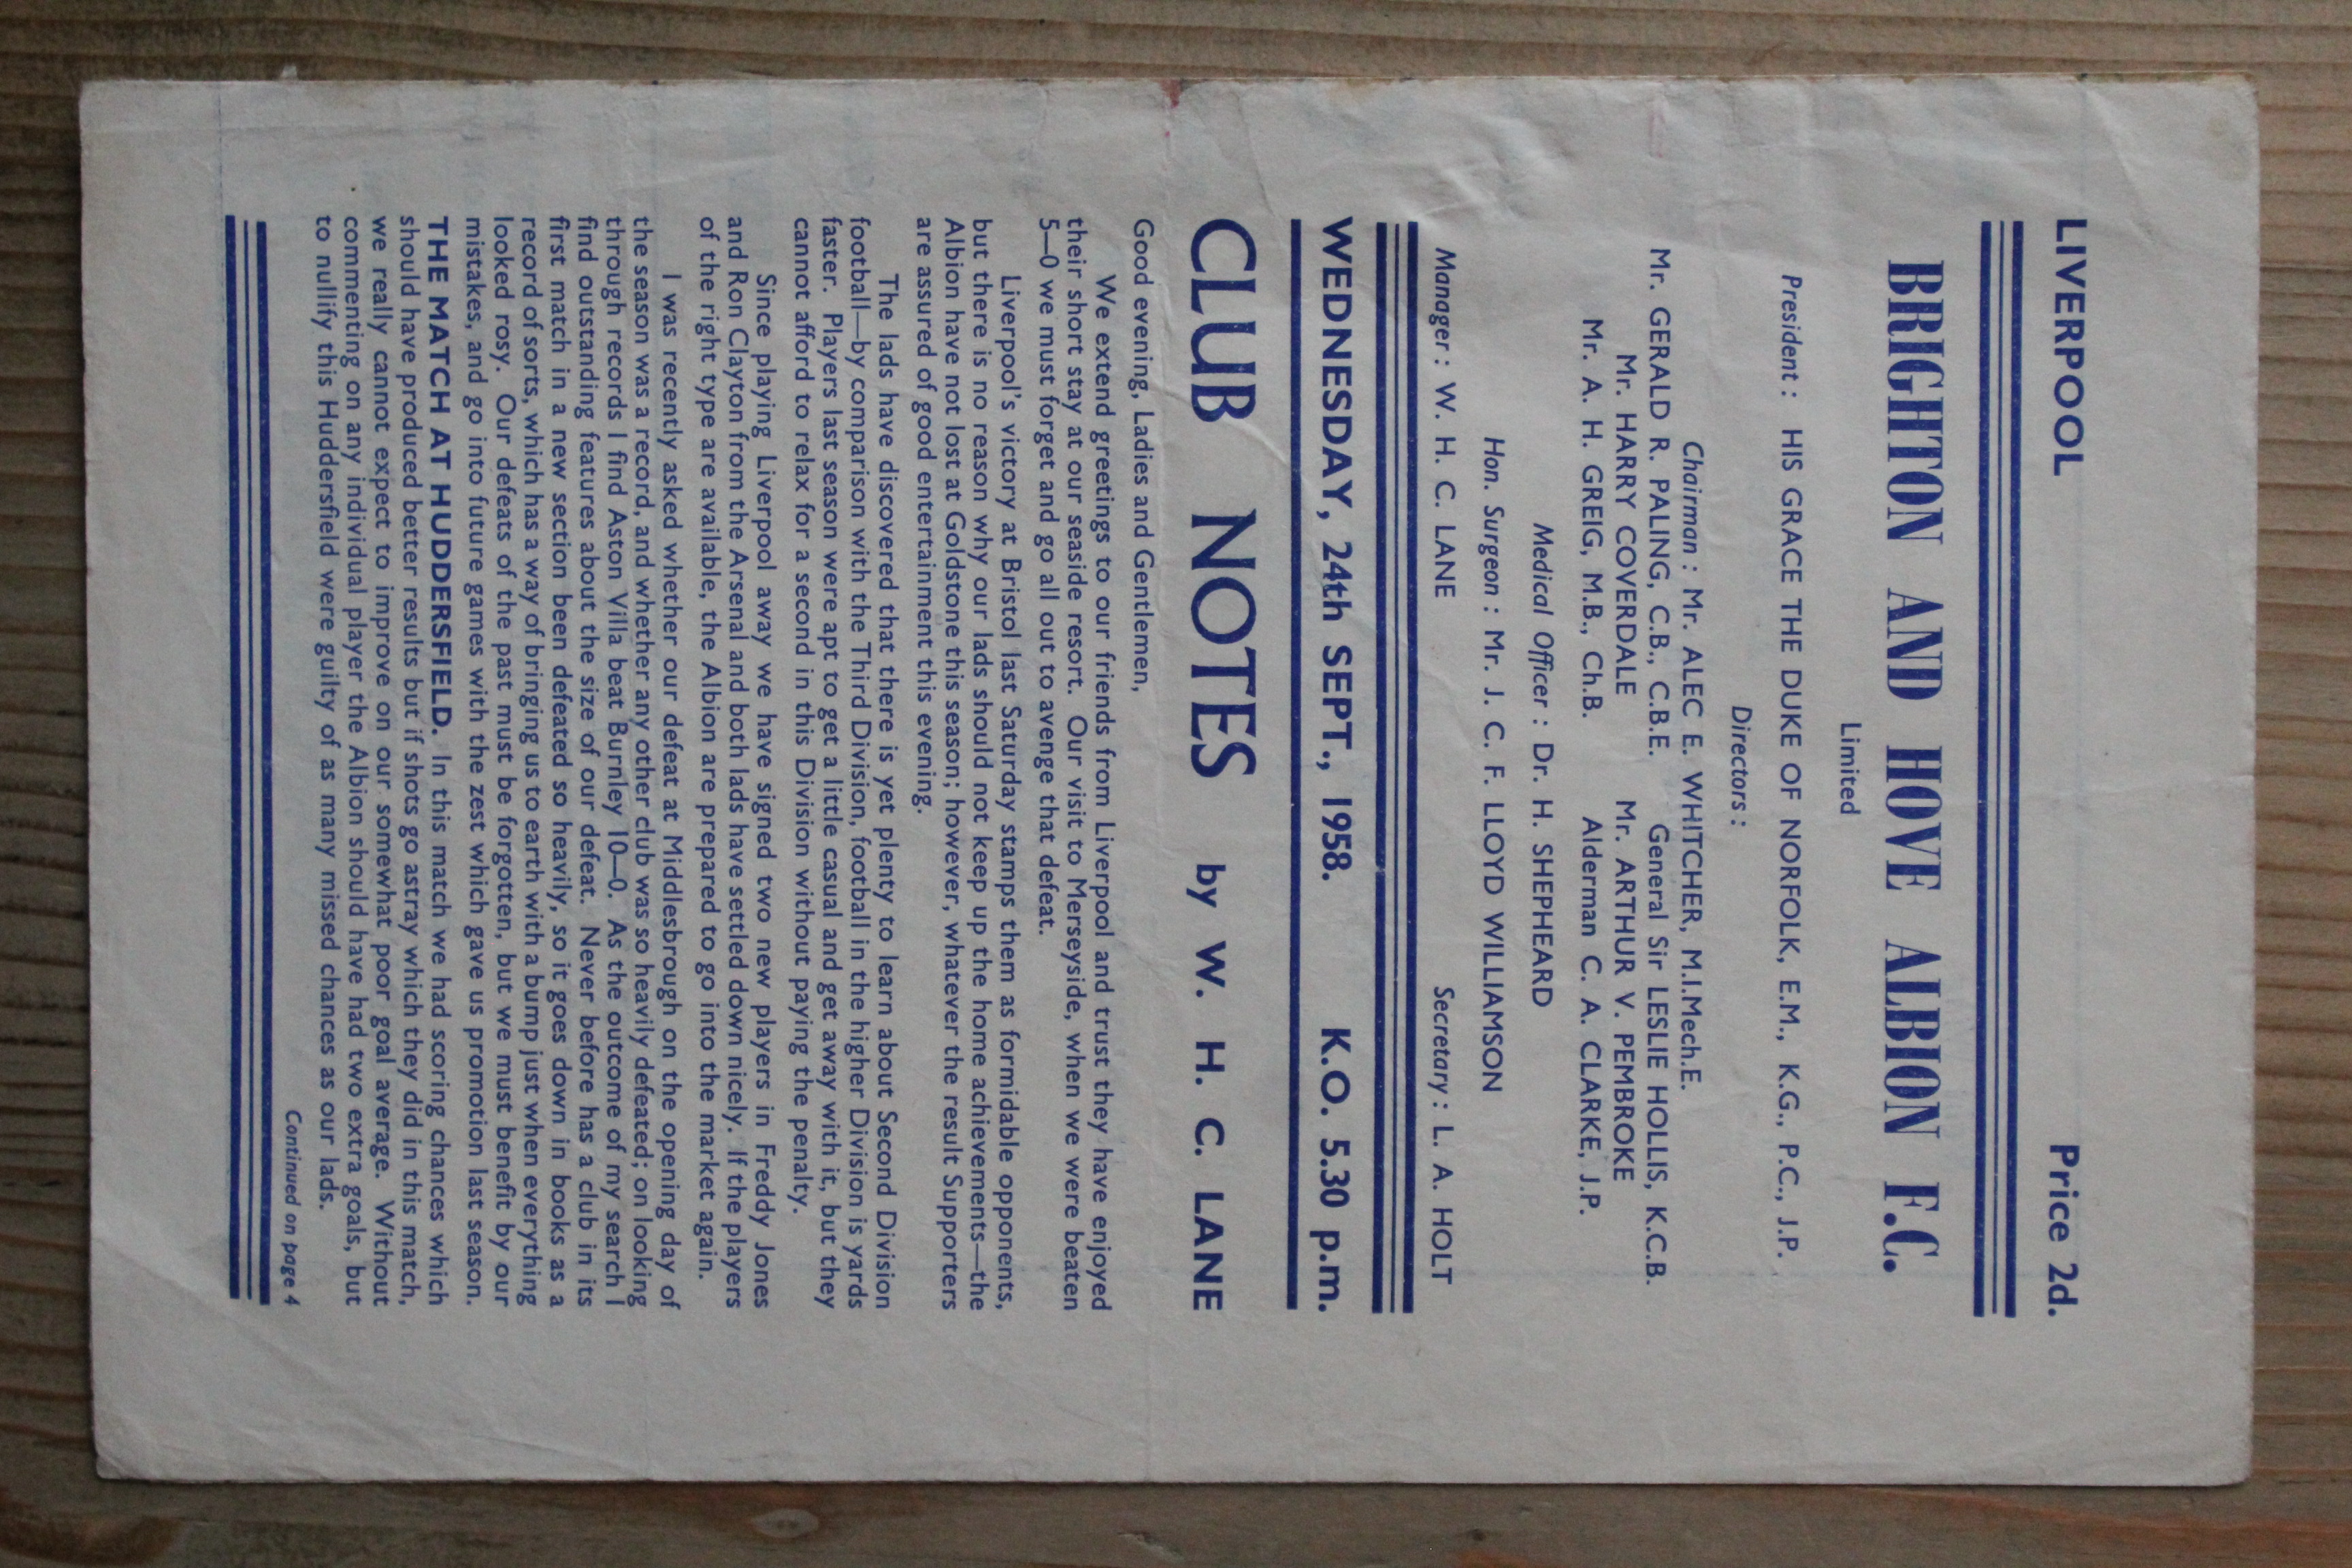 LIVERPOOL Price 2d.
BRIGHTON AND HOVE ALBION F.C.
Limited
President : HIS GRACE THE DUKE OF NORFOLK, E.M., K.G., P.C., J.P.
Directors :
Chairman : Mr. ALEC E. WHITCHER, M.I.Mech.E.
Mr. GERALD R. PALING, C.B., C.B.E. General Sir LESLIE HOLLIS, K.C.B.
Mr. HARRY COVERDALE Mr. ARTHUR V. PEMBROKE
Mr. A. H. GREIG, M.B., Ch.B. Alderman C. A. CLARKE, J.P.
Medical Officer : Dr. H. SHEPHEARD
Hon. Surgeon : Mr. J. C. F. LLOYD WILLIAMSON
Manager : W. H. C. LANE Secretary : L. A. HOLT
WEDNESDAY, 24th SEPT., 1958. K.O. 5.30 p.m.
CLUB NOTES by W. H. C. LANE
Good evening, Ladies and Gentlemen,
We extend greetings to our friends from Liverpool and trust they have enjoyed
their short stay at our seaside resort. Our visit to Merseyside, when we were beaten
5—0 we must forget and go all out to avenge that defeat.
Liverpool's victory at Bristol last Saturday stamps them as formidable opponents,
but there is no reason why our lads should not keep up the home achievements—the
Albion have not lost at Goldstone this season; however, whatever the result Supporters
are assured of good entertainment this evening.
The lads have discovered that there is yet plenty to learn about Second Division
football—by comparison with the Third Division, football in the higher Division is yards
faster. Players last season were apt to get a little casual and get away with it, but they
cannot afford to relax for a second in this Division without paying the penalty.
Since playing Liverpool away we have signed two new players in Freddy Jones
and Ron Clayton from the Arsenal and both lads have settled down nicely. If the players
of the right type are available, the Albion are prepared to go into the market again.
I was recently asked whether our defeat at Middlesbrough on the opening day of
the season was a record, and whether any other club was so heavily defeated; on looking
through records I find Aston Villa beat Burnley 10—0. As the outcome of my search I
find outstanding features about the size of our defeat. Never before has a club in its
first match in a new section been defeated so heavily, so it goes down in books as a
record of sorts, which has a way of bringing us to earth with a bump just when everything
looked rosy. Our defeats of the past must be forgotten, but we must benefit by our
mistakes, and go into future games with the zest which gave us promotion last season.
THE MATCH AT HUDDERSFIELD. In this match we had scoring chances which
should have produced better results but if shots go astray which they did in this match,
we really cannot expect to improve on our somewhat poor goal average. Without
commenting on any individual player the Albion should have had two extra goals, but
to nullify this Huddersfield were guilty of as many missed chances as our lads.
Continued on page 4